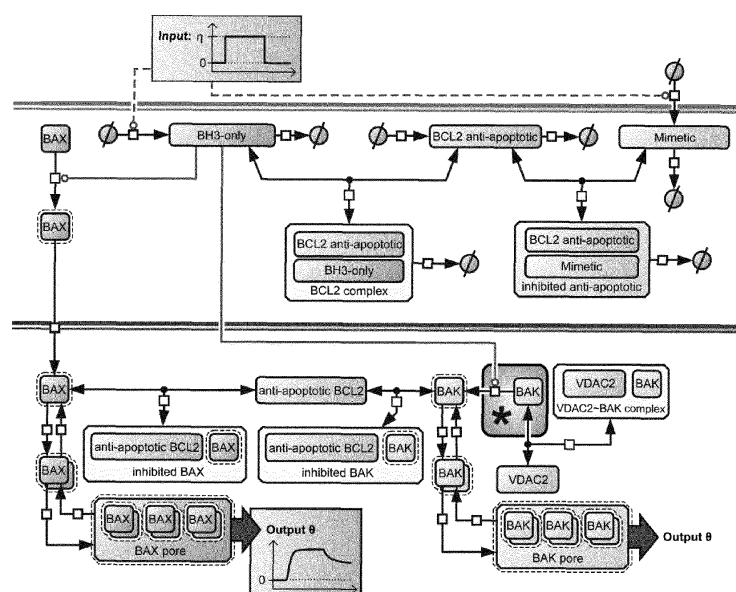 Input: η
0
BAX
BH3-only
BCL2 anti-apoptotic
Mimetic
BAX
BCL2 anti-apoptotic
BH3-only
BCL2 complex
BCL2 anti-apoptotic
Mimetic
inhibited anti-apoptotic
BAX
anti-apoptotic BCL2
BAK
*
BAK
VDAC2
BAK
VDAC2~BAK complex
anti-apoptotic BCL2
BAX
inhibited BAX
anti-apoptotic BCL2
BAK
inhibited BAK
BAX
BAK
VDAC2
BAX
BAX
BAX
BAX pore
Output θ
0
BAK
BAK
BAK
BAK pore
Output θ